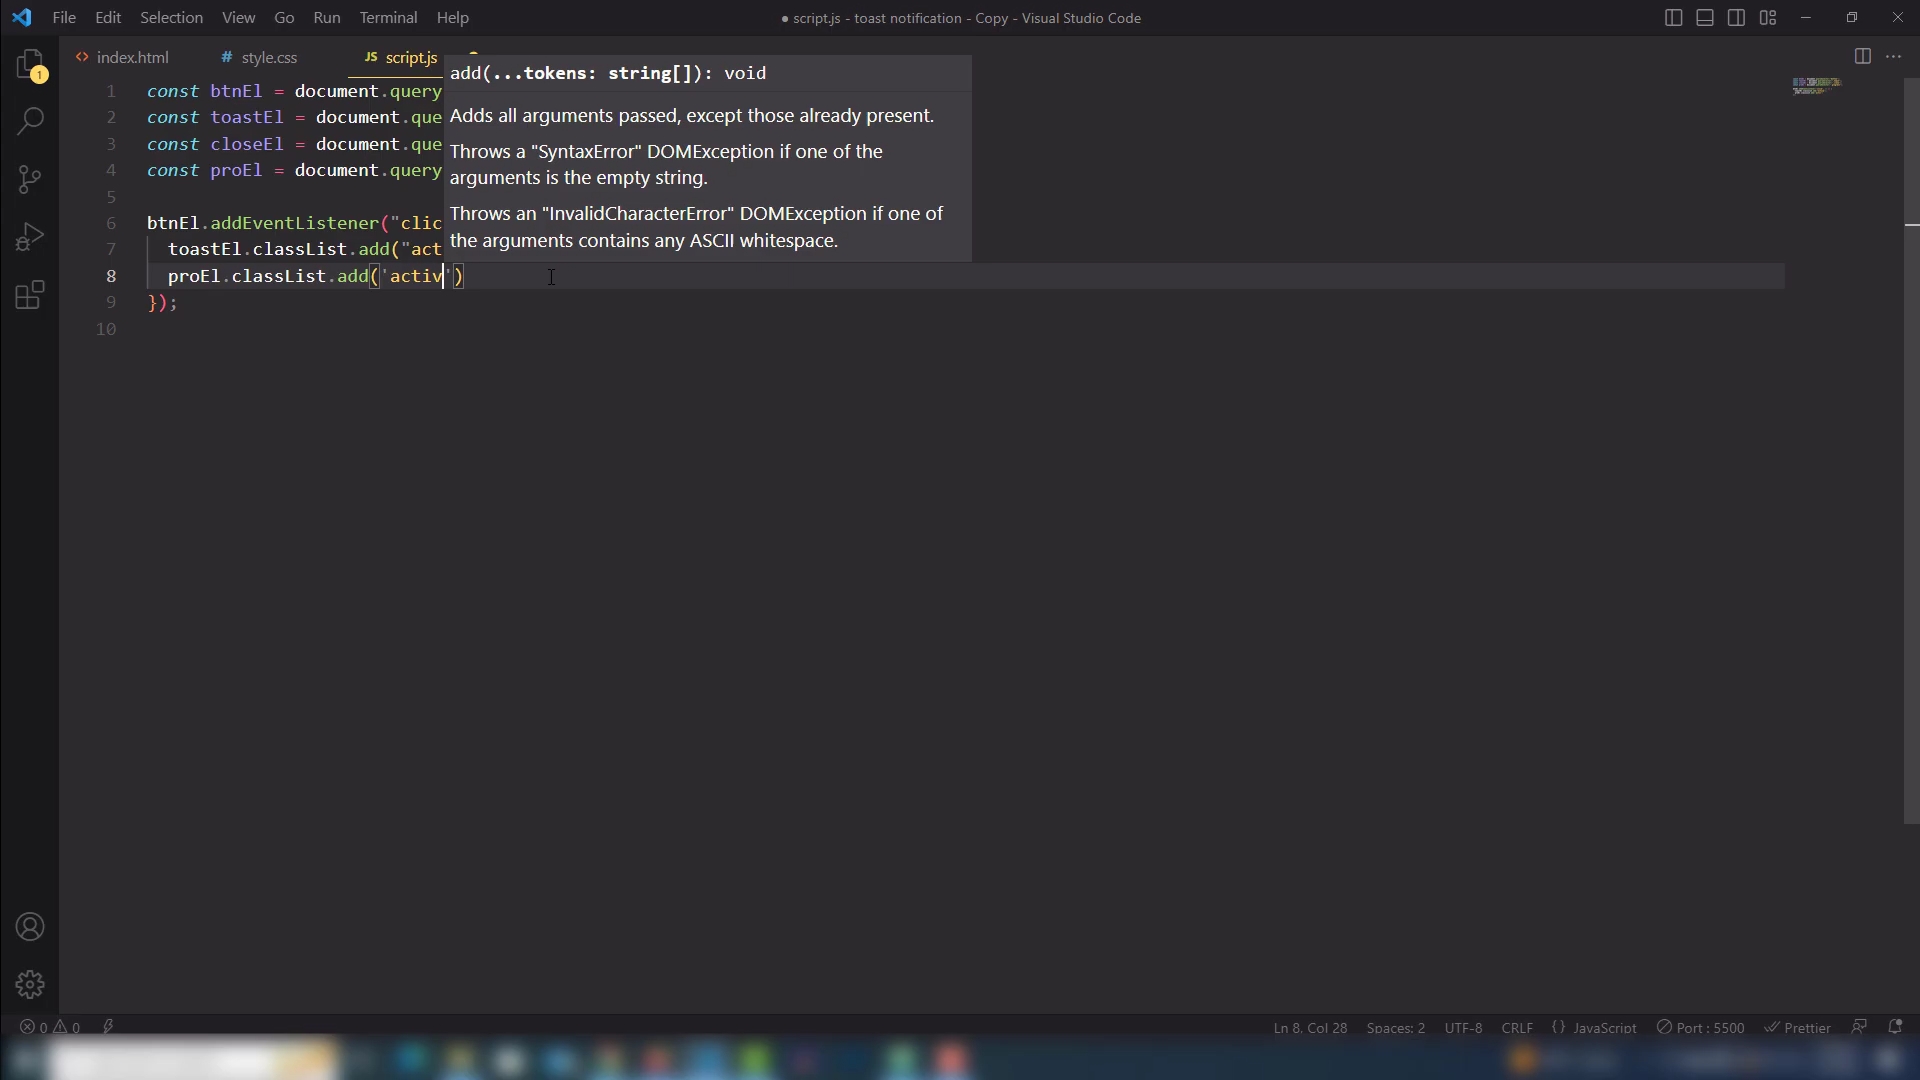 File Edit Selection View Go Run Terminal Help
● script.js - toast notification - Copy - Visual Studio Code
1
<> index.html
# style.css
JS script.js
add(...tokens: string[]): void
Adds all arguments passed, except those already present.
Throws a "SyntaxError" DOMException if one of the
arguments is the empty string.
Throws an "InvalidCharacterError" DOMException if one of
the arguments contains any ASCII whitespace.
1 const btnEl = document.query
2 const toastEl = document.que
3 const closeEl = document.que
4 const proEl = document.query
5
6 btnEl.addEventListener("clic
7 toastEl.classList.add("act
8 proEl.classList.add('activ')
9 });
10
0 0
Ln 8, Col 28 Spaces: 2 UTF-8 CRLF {} JavaScript Port : 5500 Prettier